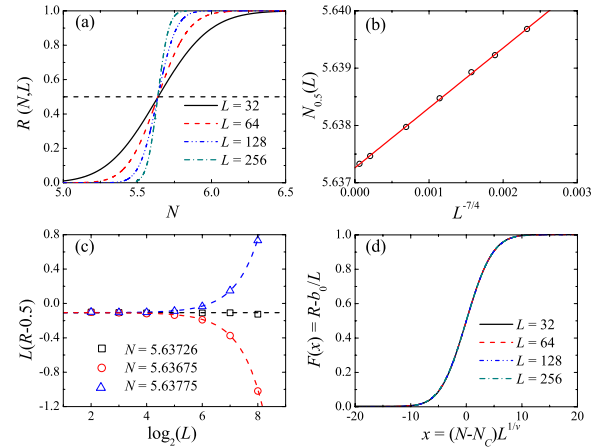 (a)
R (N,L)
1.0
0.8
0.6
0.4
0.2
0.0
L = 32
L = 64
L = 128
L = 256
5.0 5.5 6.0 6.5
N
(b)
N0.5(L)
5.640
5.639
5.638
5.637
0.000 0.001 0.002 0.003
L^-7/4
(c)
L(R-0.5)
0.8
0.4
0.0
-0.4
-0.8
-1.2
N = 5.63726
N = 5.63675
N = 5.63775
2 3 4 5 6 7 8
log2(L)
(d)
F(x) = R-b0/L
1.0
0.8
0.6
0.4
0.2
0.0
L = 32
L = 64
L = 128
L = 256
-20 -10 0 10 20
x = (N-NC)L^1/ν